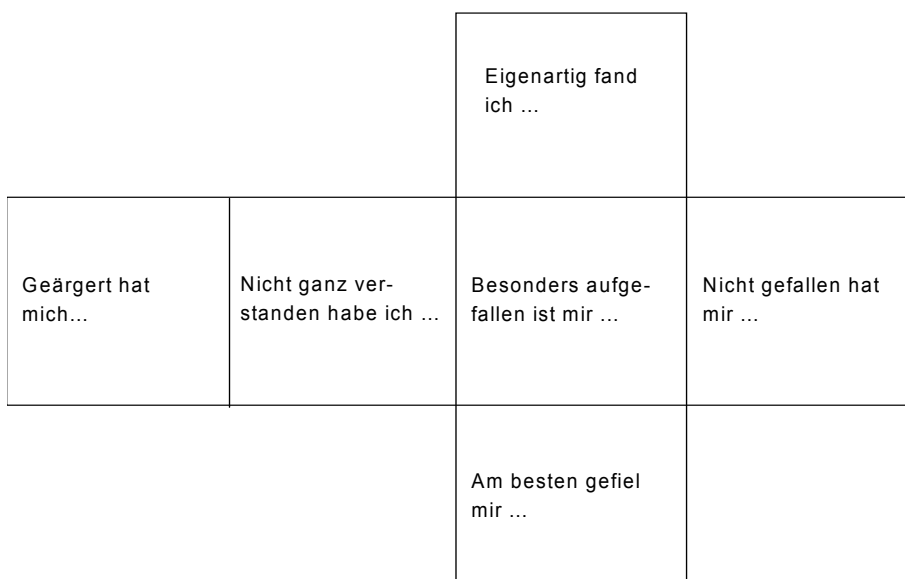 Eigenartig fand
ich ...
Geärgert hat
mich...
Nicht ganz ver-
standen habe ich ...
Besonders aufge-
fallen ist mir ...
Nicht gefallen hat
mir ...
Am besten gefiel
mir ...